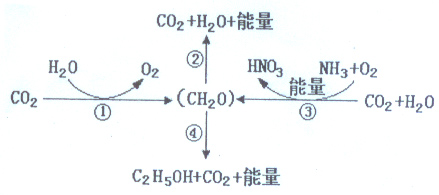 CO₂+H₂O+能量
H₂O O₂ ② HNO₃ 能量 NH₃+O₂
CO₂ ① (CH₂O) ③ CO₂+H₂O
④
C₂H₅OH+CO₂+能量